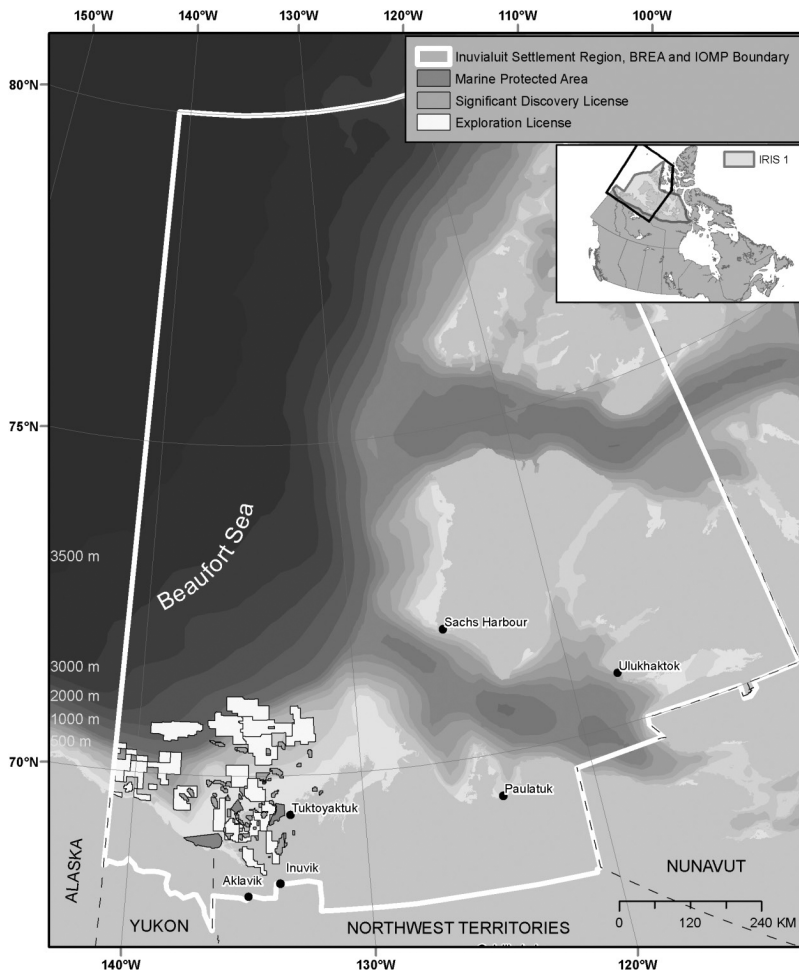 150°W 140°W 130°W 120°W 110°W 100°W
80°N
Inuvialuit Settlement Region, BREA and IOMP Boundary
Marine Protected Area
Significant Discovery License
Exploration License
IRIS 1
75°N
Beaufort Sea
3500 m
Sachs Harbour
3000 m
Ulukhaktok
2000 m
1000 m
500 m
70°N
Paulatuk
Tuktoyaktuk
ALASKA
Inuvik
Aklavik
NUNAVUT
YUKON
NORTHWEST TERRITORIES
0 120 240 KM
140°W 130°W 120°W